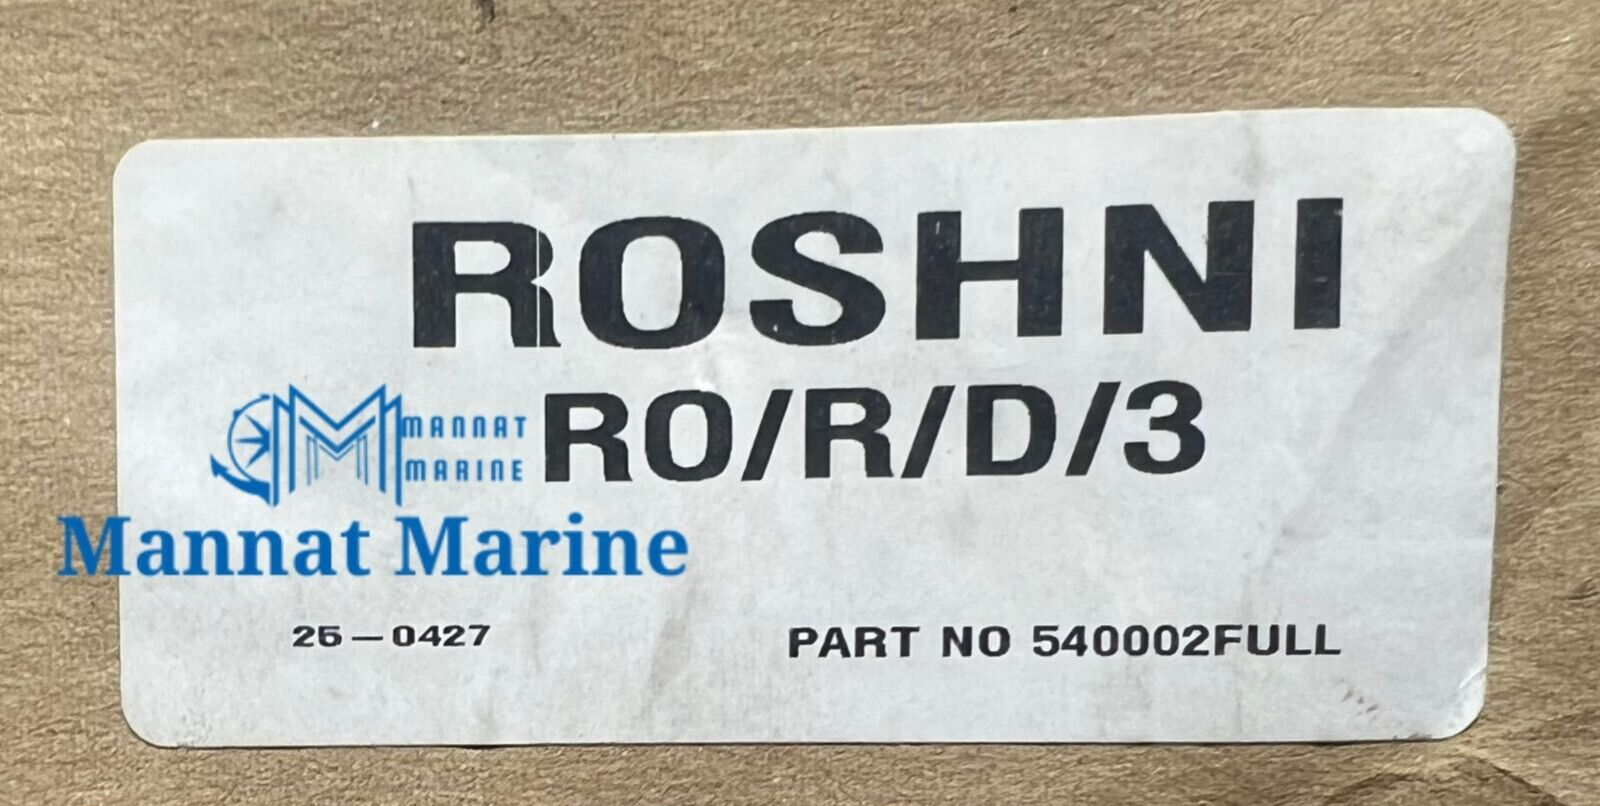 ROSHNI
RO/R/D/3
MANNAT
MARINE
Mannat Marine
25-0427
PART NO 540002FULL